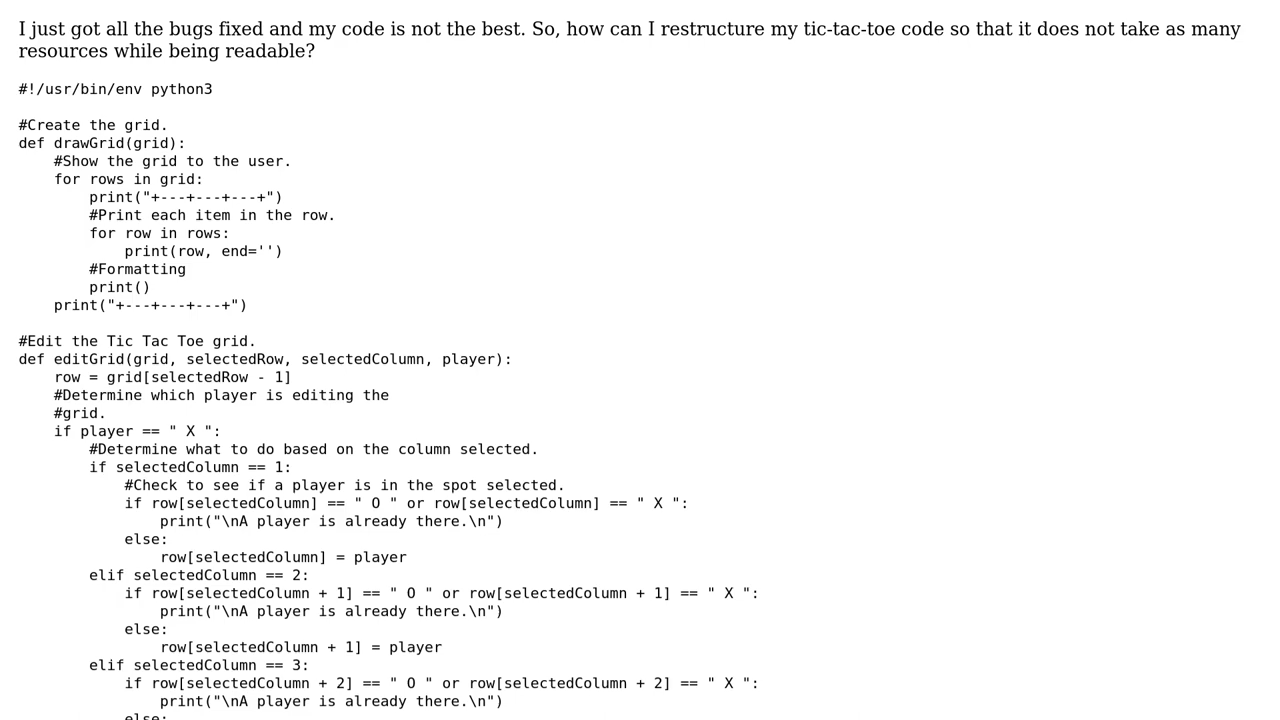 I just got all the bugs fixed and my code is not the best. So, how can I restructure my tic-tac-toe code so that it does not take as many
resources while being readable?
#!/usr/bin/env python3
#Create the grid.
def drawGrid(grid):
    #Show the grid to the user.
    for rows in grid:
        print("+---+---+---+")
        #Print each item in the row.
        for row in rows:
            print(row, end='')
        #Formatting
        print()
    print("+---+---+---+")
#Edit the Tic Tac Toe grid.
def editGrid(grid, selectedRow, selectedColumn, player):
    row = grid[selectedRow - 1]
    #Determine which player is editing the
    #grid.
    if player == " X ":
        #Determine what to do based on the column selected.
        if selectedColumn == 1:
            #Check to see if a player is in the spot selected.
            if row[selectedColumn] == " O " or row[selectedColumn] == " X ":
                print("\nA player is already there.\n")
            else:
                row[selectedColumn] = player
        elif selectedColumn == 2:
            if row[selectedColumn + 1] == " O " or row[selectedColumn + 1] == " X ":
                print("\nA player is already there.\n")
            else:
                row[selectedColumn + 1] = player
        elif selectedColumn == 3:
            if row[selectedColumn + 2] == " O " or row[selectedColumn + 2] == " X ":
                print("\nA player is already there.\n")
            else: